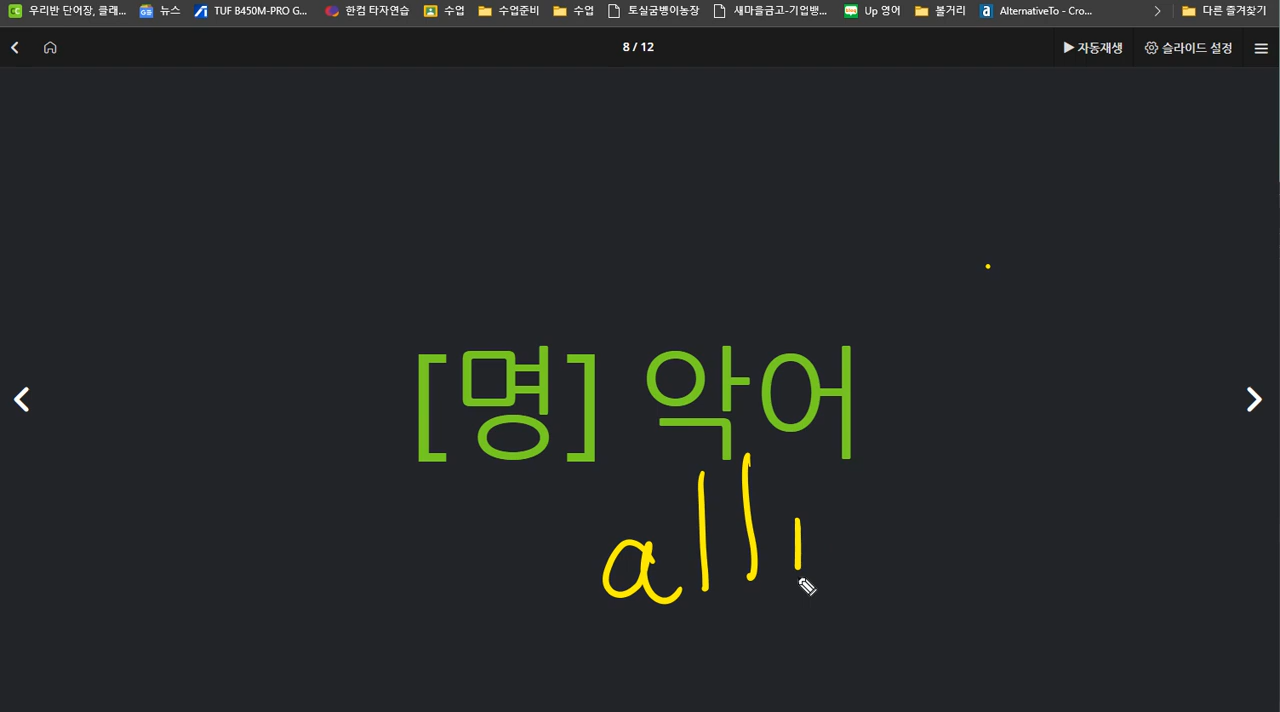 우리반 단어장, 클래... 뉴스 TUF B450M-PRO G... 한컴 타자연습 수업 수업준비 수업 토실굼벵이농장 새마을금고-기업뱅... Up 영어 볼거리 AlternativeTo - Cro... 다른 즐겨찾기
8 / 12 자동재생 슬라이드 설정
[명] 악어
alli